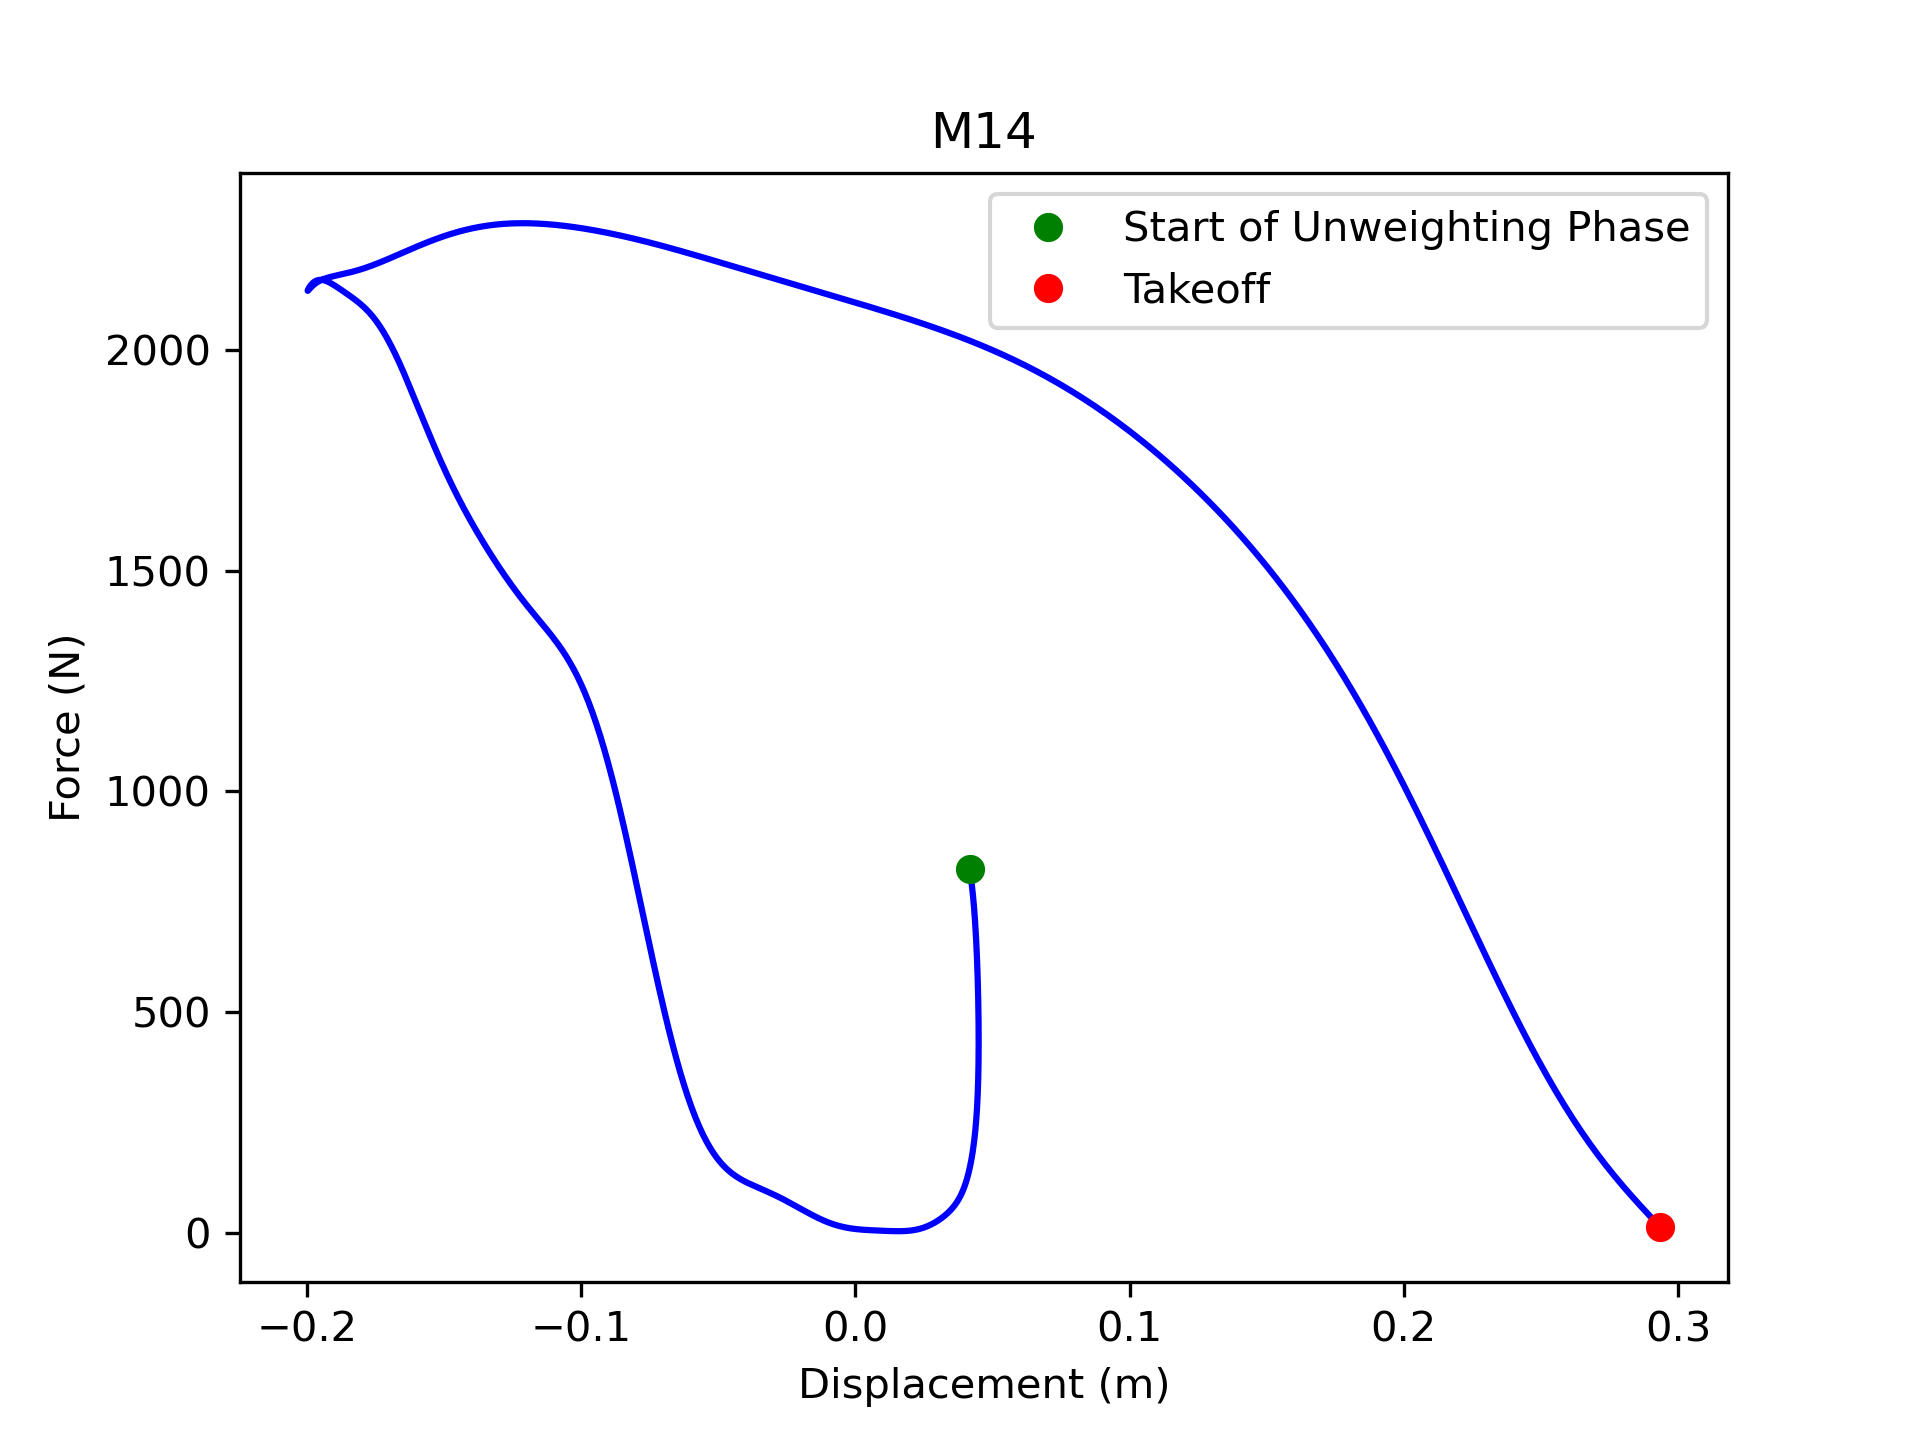 M14
Start of Unweighting Phase
Takeoff
2000
1500
1000
500
0
Force (N)
−0.2 −0.1 0.0 0.1 0.2 0.3
Displacement (m)